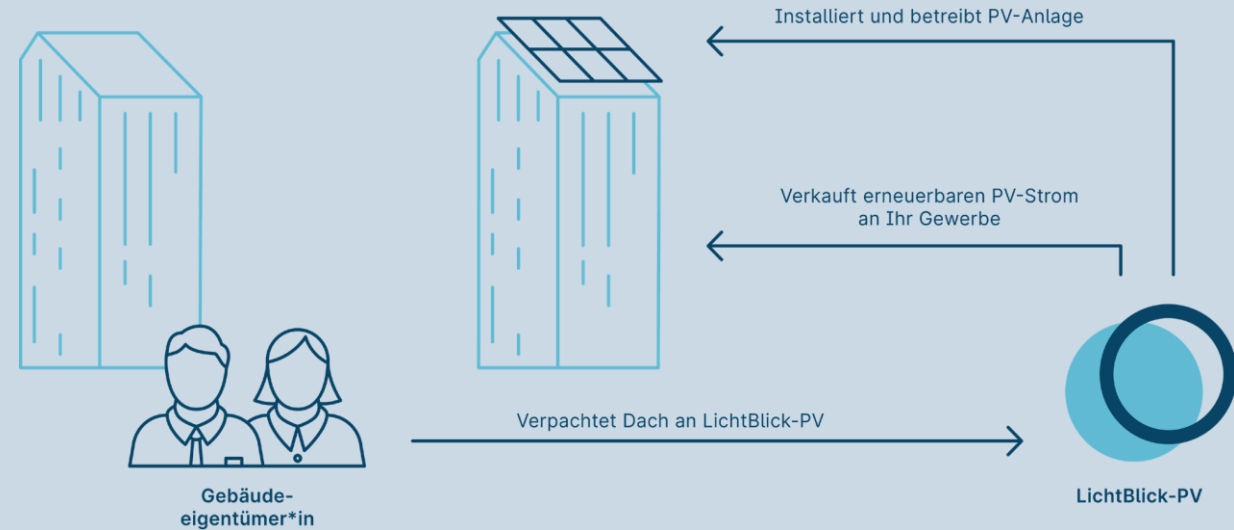 Installiert und betreibt PV-Anlage
Verkauft erneuerbaren PV-Strom
an Ihr Gewerbe
Verpachtet Dach an LichtBlick-PV
Gebäude-
eigentümer*in
LichtBlick-PV